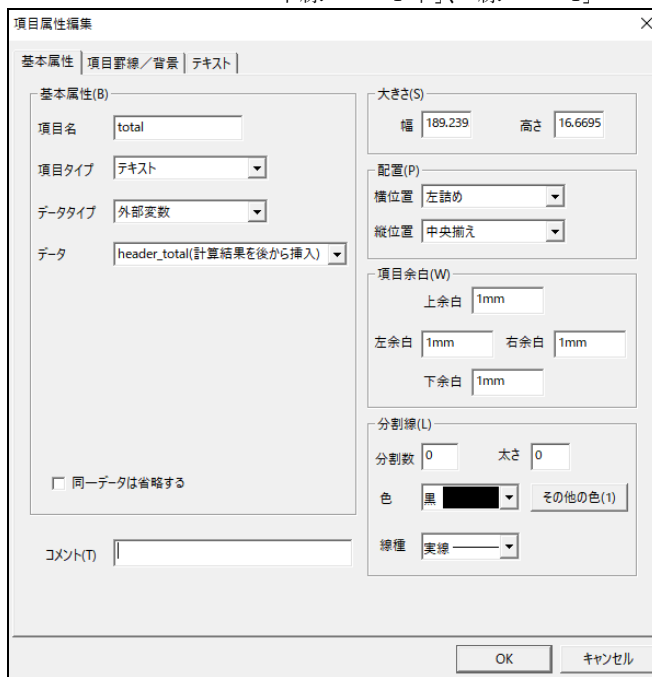 項目属性編集
基本属性 項目罫線／背景 テキスト
基本属性(B)
項目名 total
項目タイプ テキスト
データタイプ 外部変数
データ header_total(計算結果を後から挿入)
同一データは省略する
コメント(T)
大きさ(S)
幅 189.239 高さ 16.6695
配置(P)
横位置 左詰め
縦位置 中央揃え
項目余白(W)
上余白 1mm
左余白 1mm 右余白 1mm
下余白 1mm
分割線(L)
分割数 0 太さ 0
色 黒 その他の色(1)
線種 実線
OK キャンセル